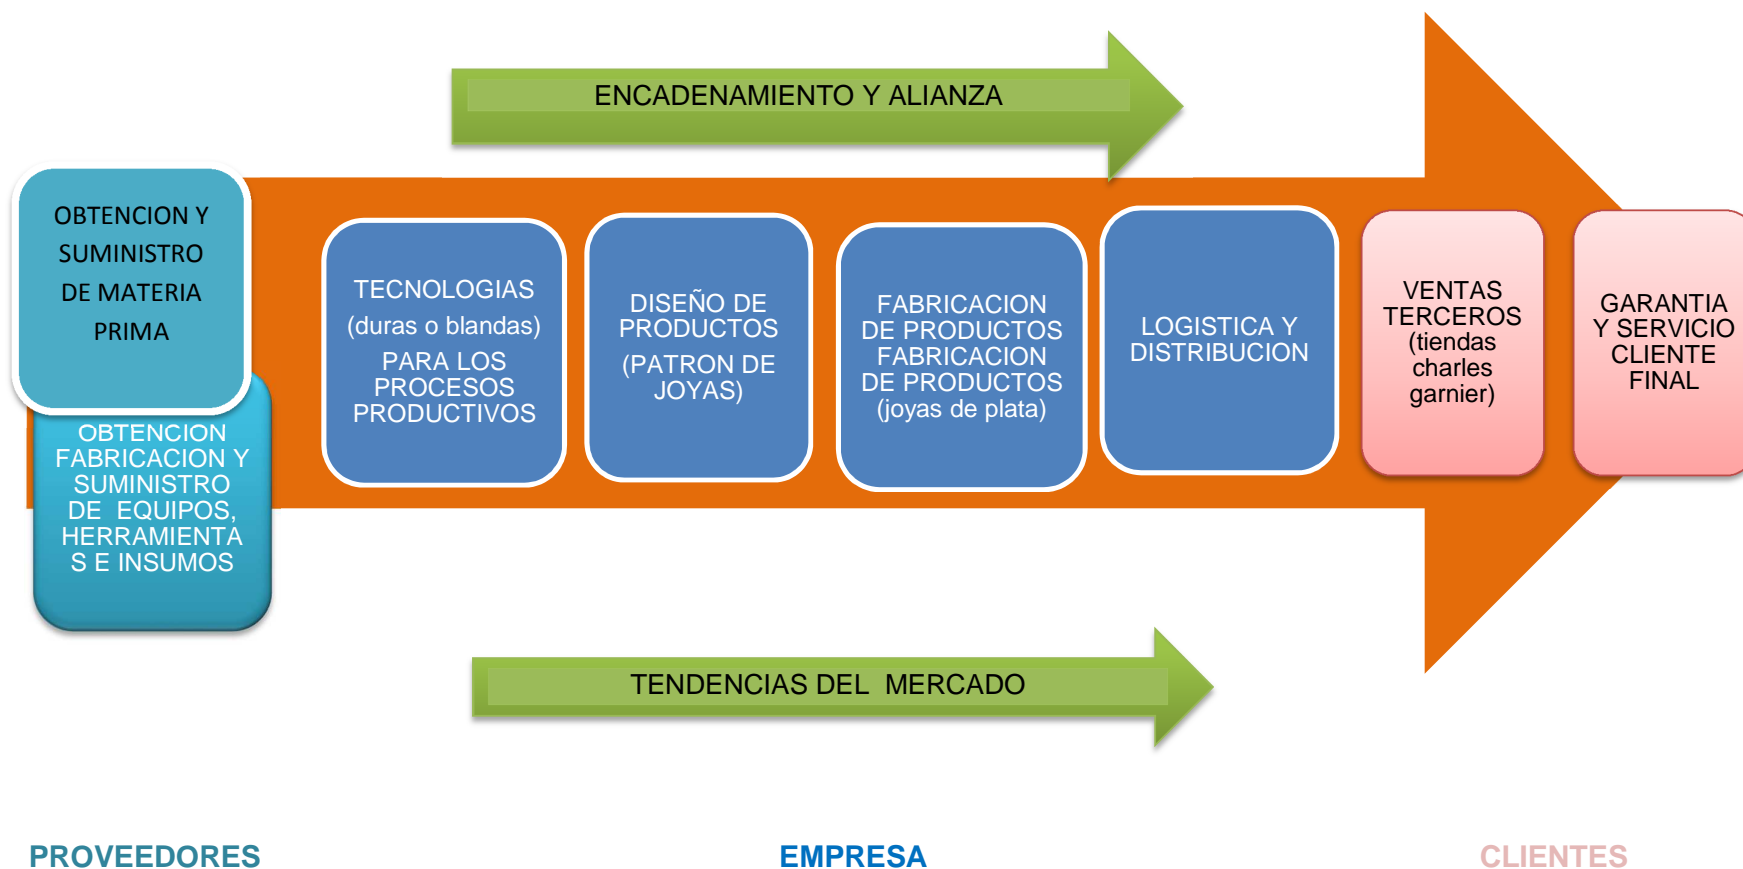 ENCADENAMIENTO Y ALIANZA
OBTENCION Y
SUMINISTRO
DE MATERIA
PRIMA
OBTENCION
FABRICACION Y
SUMINISTRO
DE  EQUIPOS,
HERRAMIENTA
S E INSUMOS
TECNOLOGIAS
(duras o blandas)
PARA LOS
PROCESOS
PRODUCTIVOS
DISEÑO DE
PRODUCTOS
(PATRON DE
JOYAS)
FABRICACION
DE PRODUCTOS
FABRICACION
DE PRODUCTOS
(joyas de plata)
LOGISTICA Y
DISTRIBUCION
VENTAS
TERCEROS
(tiendas
charles
garnier)
GARANTIA
Y SERVICIO
CLIENTE
FINAL
TENDENCIAS DEL  MERCADO
PROVEEDORES
EMPRESA
CLIENTES